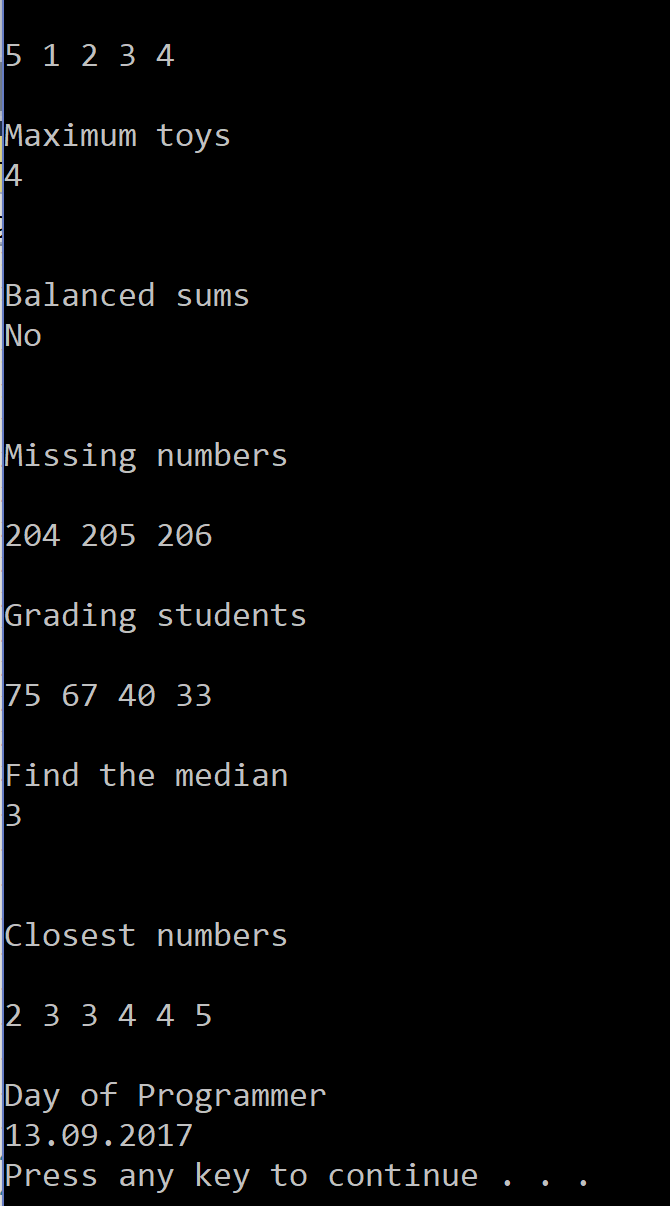 5 1 2 3 4
Maximum toys
4
Balanced sums
No
Missing numbers
204 205 206
Grading students
75 67 40 33
Find the median
3
Closest numbers
2 3 3 4 4 5
Day of Programmer
13.09.2017
Press any key to continue . . .